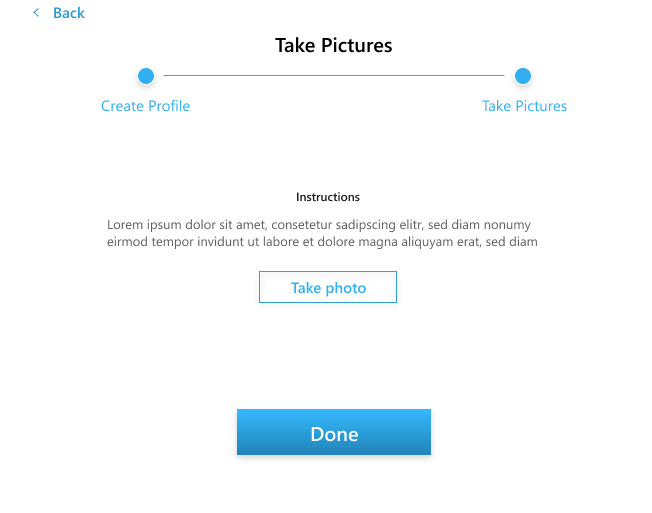 Back
Take Pictures
Create Profile
Take Pictures
Instructions
Lorem ipsum dolor sit amet, consetetur sadipscing elitr, sed diam nonumy
eirmod tempor invidunt ut labore et dolore magna aliquyam erat, sed diam
Take photo
Done